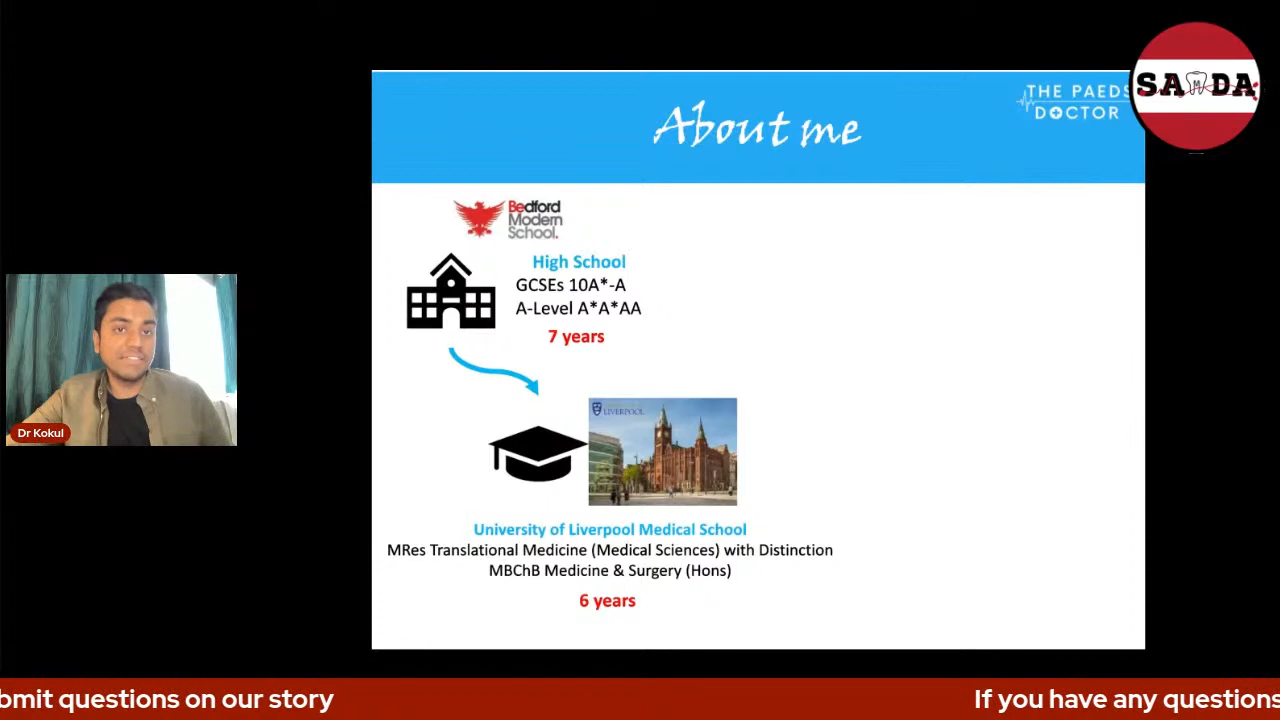 THE PAEDS
DOCTOR
SAMDA
About me
Bedford
Modern
School.
High School
GCSEs 10A*-A
A-Level A*A*AA
7 years
LIVERPOOL
Dr Kokul
University of Liverpool Medical School
MRes Translational Medicine (Medical Sciences) with Distinction
MBChB Medicine & Surgery (Hons)
6 years
bmit questions on our story
If you have any questions